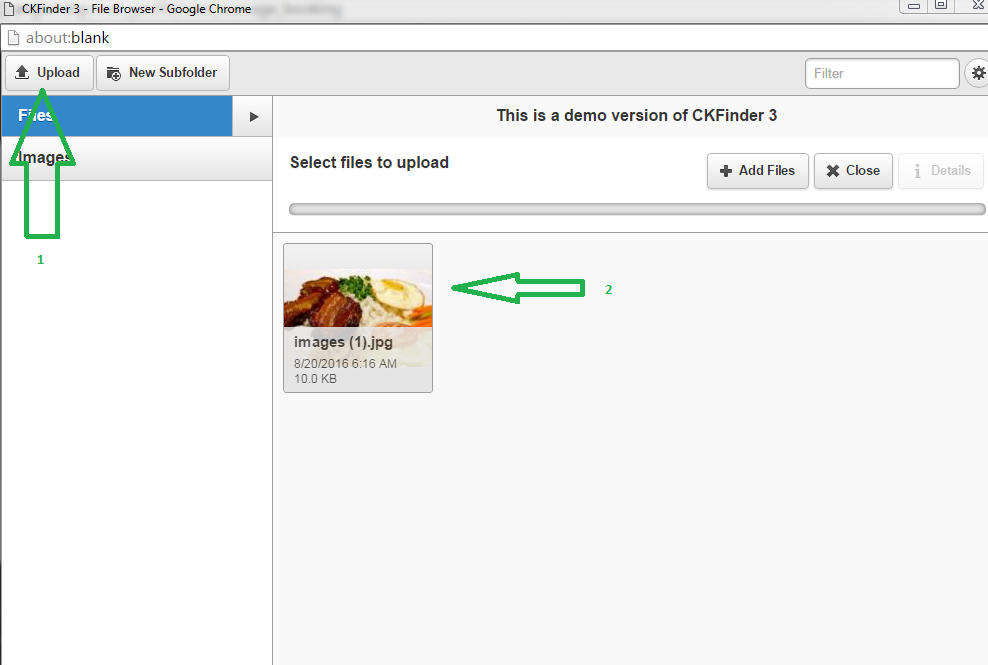 CKFinder 3 - File Browser - Google Chrome
about:blank
Upload
New Subfolder
Filter
Files
This is a demo version of CKFinder 3
Images
Select files to upload
Add Files
Close
Details
1
2
images (1).jpg
8/20/2016 6:16 AM
10.0 KB